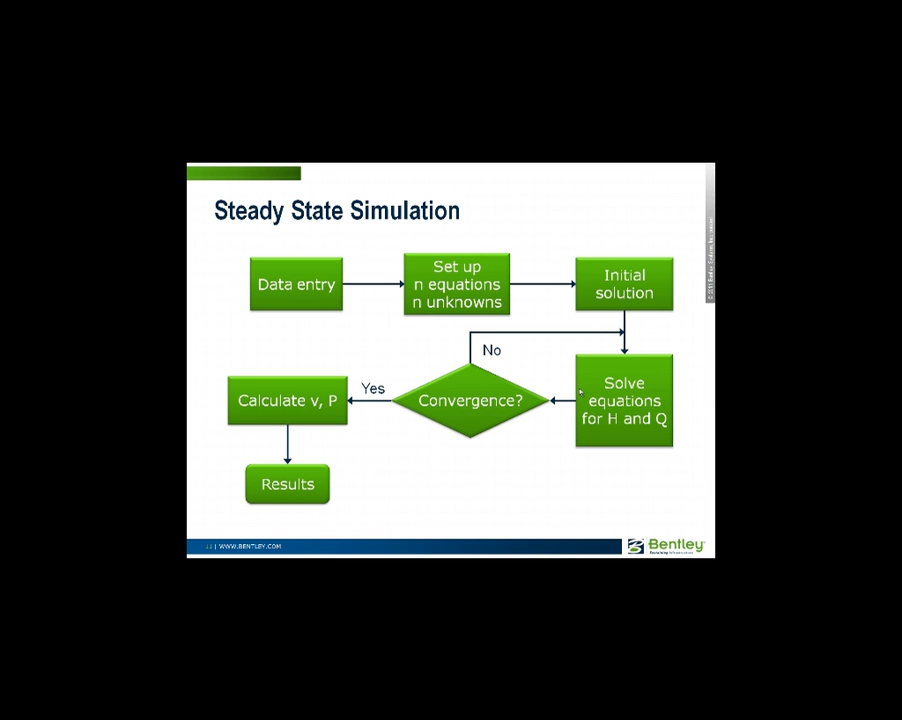 Steady State Simulation
Data entry
Set up
n equations
n unknowns
Initial
solution
No
Solve
equations
for H and Q
Convergence?
Yes
Calculate v, P
Results
11 | WWW.BENTLEY.COM
Bentley